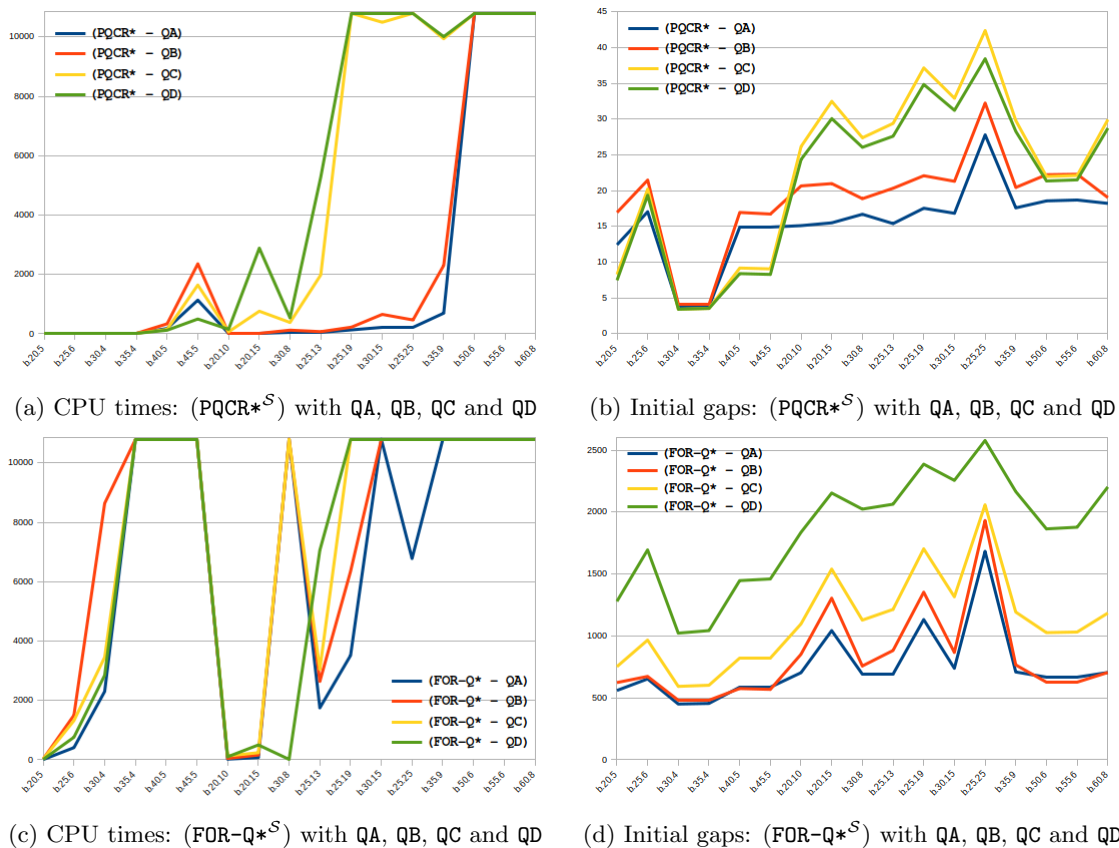 (PQCR* - QA)
(PQCR* - QB)
(PQCR* - QC)
(PQCR* - QD)
10000
8000
6000
4000
2000
0
b.20.5 b.25.6 b.30.4 b.35.4 b.40.5 b.45.5 b.20.10 b.20.15 b.30.8 b.25.13 b.25.19 b.30.15 b.25.25 b.35.9 b.50.6 b.55.6 b.60.8
(a) CPU times: (PQCR*^S) with QA, QB, QC and QD
(PQCR* - QA)
(PQCR* - QB)
(PQCR* - QC)
(PQCR* - QD)
45
40
35
30
25
20
15
10
5
0
b.20.5 b.25.6 b.30.4 b.35.4 b.40.5 b.45.5 b.20.10 b.20.15 b.30.8 b.25.13 b.25.19 b.30.15 b.25.25 b.35.9 b.50.6 b.55.6 b.60.8
(b) Initial gaps: (PQCR*^S) with QA, QB, QC and QD
10000
8000
6000
4000
2000
0
(FOR-Q* - QA)
(FOR-Q* - QB)
(FOR-Q* - QC)
(FOR-Q* - QD)
b.20.5 b.25.6 b.30.4 b.35.4 b.40.5 b.45.5 b.20.10 b.20.15 b.30.8 b.25.13 b.25.19 b.30.15 b.25.25 b.35.9 b.50.6 b.55.6 b.60.8
(c) CPU times: (FOR-Q*^S) with QA, QB, QC and QD
(FOR-Q* - QA)
(FOR-Q* - QB)
(FOR-Q* - QC)
(FOR-Q* - QD)
2500
2000
1500
1000
500
0
b.20.5 b.25.6 b.30.4 b.35.4 b.40.5 b.45.5 b.20.10 b.20.15 b.30.8 b.25.13 b.25.19 b.30.15 b.25.25 b.35.9 b.50.6 b.55.6 b.60.8
(d) Initial gaps: (FOR-Q*^S) with QA, QB, QC and QD